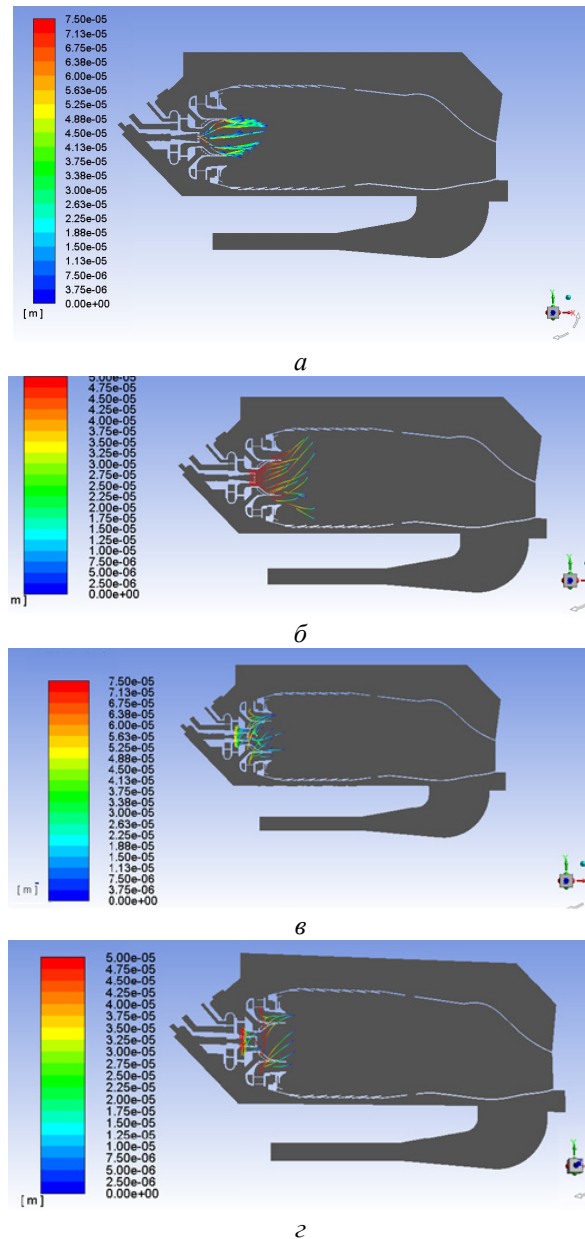 7.50e-05
7.13e-05
6.75e-05
6.38e-05
6.00e-05
5.63e-05
5.25e-05
4.88e-05
4.50e-05
4.13e-05
3.75e-05
3.38e-05
3.00e-05
2.63e-05
2.25e-05
1.88e-05
1.50e-05
1.13e-05
7.50e-06
3.75e-06
0.00e+00
[ m ]
Y
X
а
5.00e-05
4.75e-05
4.50e-05
4.25e-05
4.00e-05
3.75e-05
3.50e-05
3.25e-05
3.00e-05
2.75e-05
2.50e-05
2.25e-05
2.00e-05
1.75e-05
1.50e-05
1.25e-05
1.00e-05
7.50e-06
5.00e-06
2.50e-06
0.00e+00
m ]
Y
б
7.50e-05
7.13e-05
6.75e-05
6.38e-05
6.00e-05
5.63e-05
5.25e-05
4.88e-05
4.50e-05
4.13e-05
3.75e-05
3.38e-05
3.00e-05
2.63e-05
2.25e-05
1.88e-05
1.50e-05
1.13e-05
7.50e-06
3.75e-06
0.00e+00
[ m ]
Y
в
5.00e-05
4.75e-05
4.50e-05
4.25e-05
4.00e-05
3.75e-05
3.50e-05
3.25e-05
3.00e-05
2.75e-05
2.50e-05
2.25e-05
2.00e-05
1.75e-05
1.50e-05
1.25e-05
1.00e-05
7.50e-06
5.00e-06
2.50e-06
0.00e+00
[ m ]
Y
г